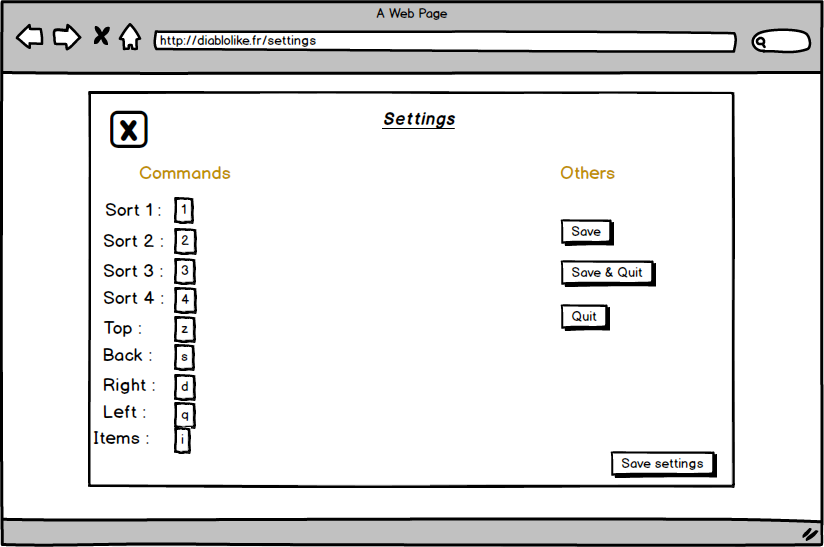 A Web Page
http://diablolike.fr/settings
X
Settings
Commands
Others
Sort 1 : 1
Sort 2 : 2
Sort 3 : 3
Sort 4 : 4
Top : z
Back : s
Right : d
Left : q
Items : i
Save
Save & Quit
Quit
Save settings